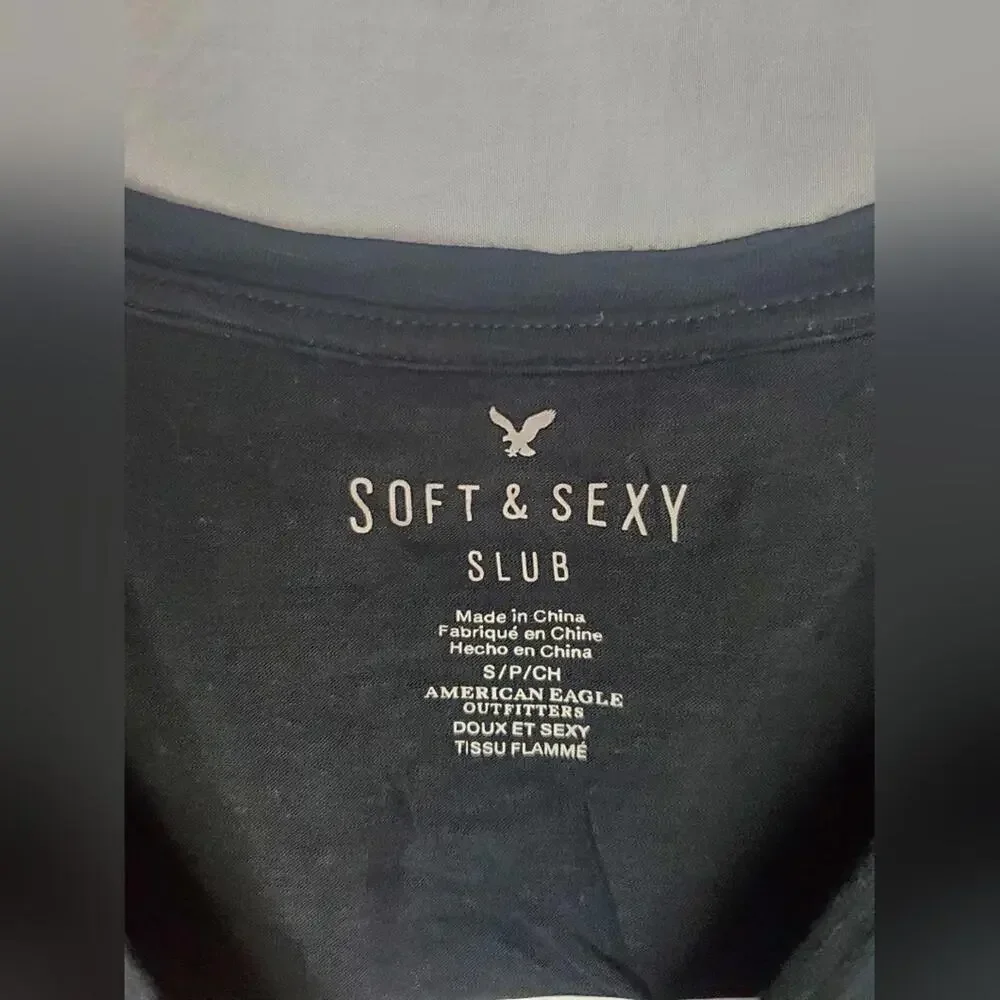 SOFT & SEXY
SLUB
Made in China
Fabriqué en Chine
Hecho en China
S/P/CH
AMERICAN EAGLE
OUTFITTERS
DOUX ET SEXY
TISSU FLAMMÉ